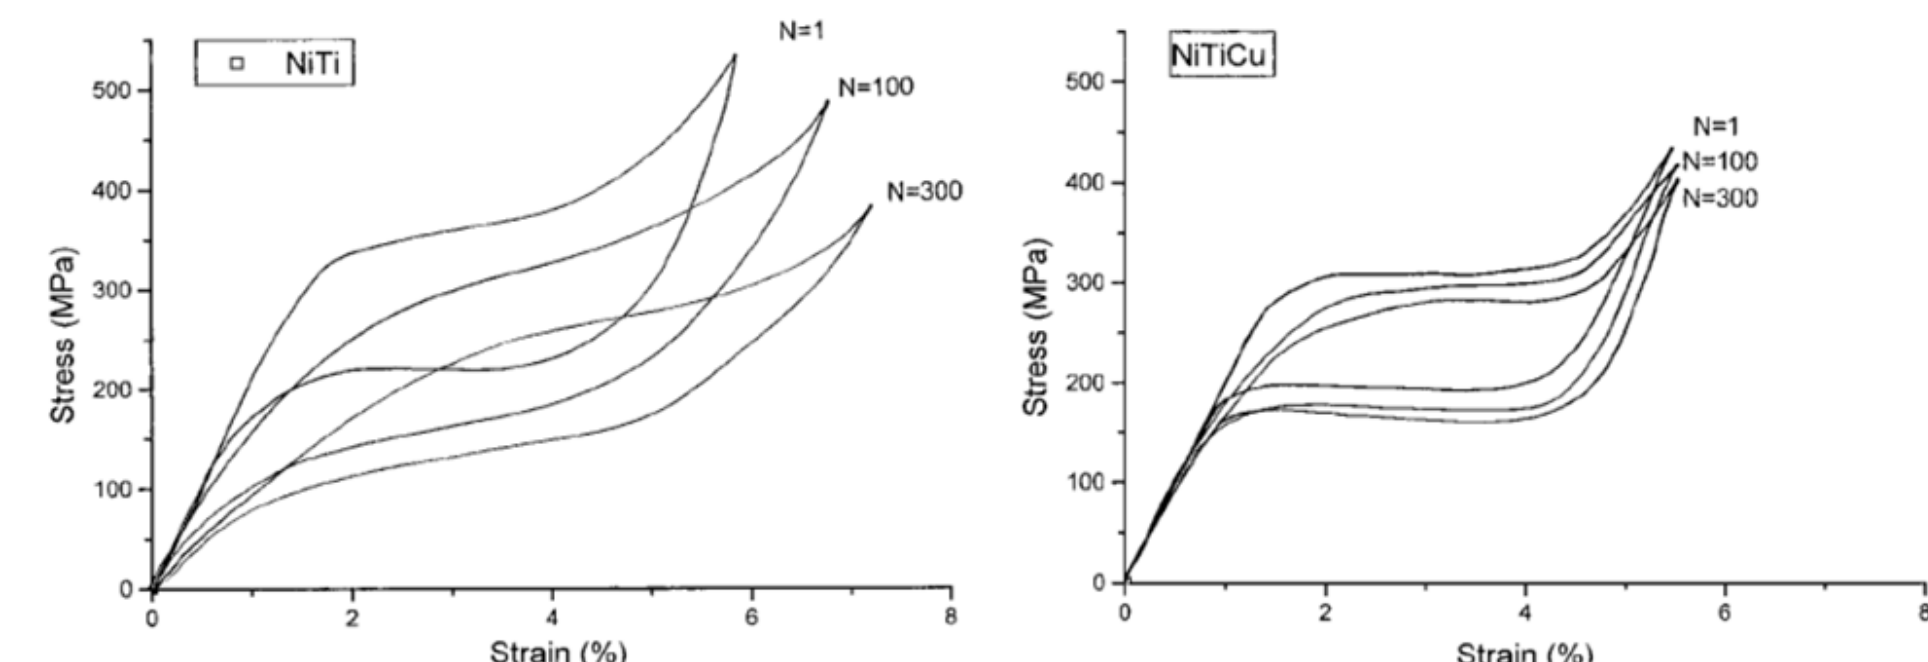 NiTi
N=1
N=100
N=300
500
400
300
200
100
0
Stress (MPa)
0 2 4 6 8
Strain (%)
NiTiCu
N=1
N=100
N=300
500
400
300
200
100
0
Stress (MPa)
0 2 4 6 8
Strain (%)